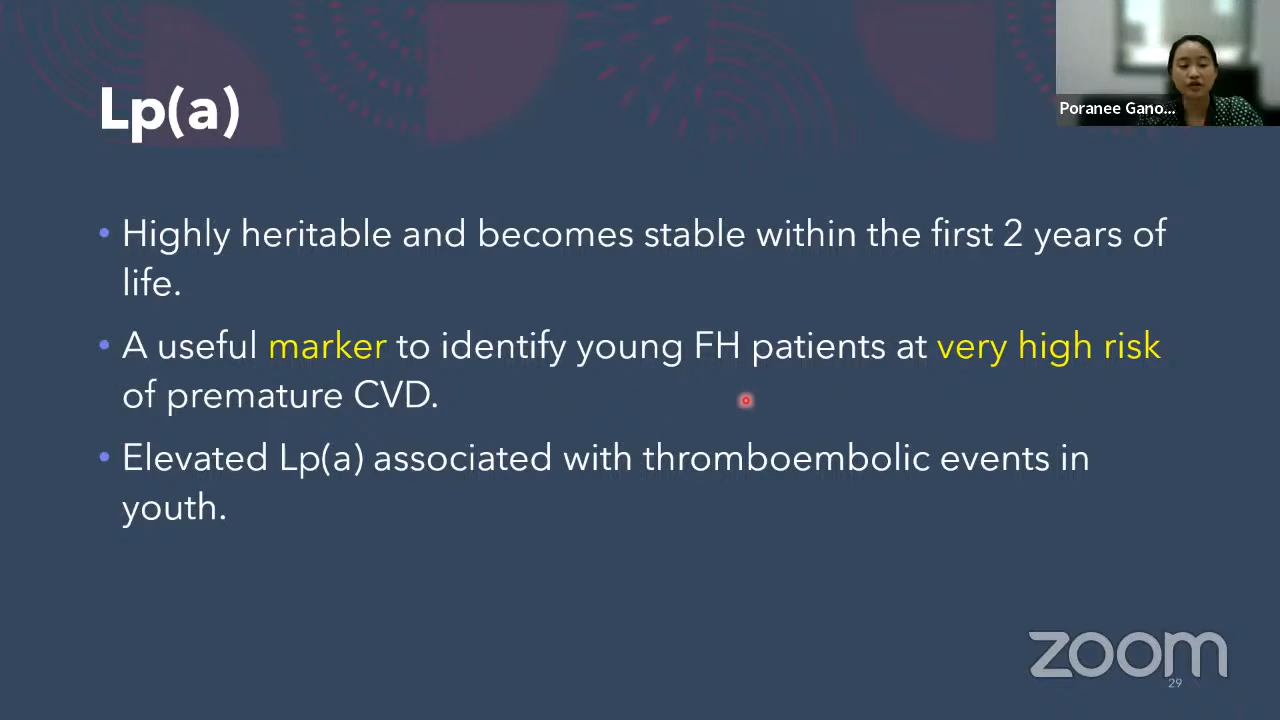 Lp(a)
Poranee Gano...
• Highly heritable and becomes stable within the first 2 years of
life.
• A useful marker to identify young FH patients at very high risk
of premature CVD.
• Elevated Lp(a) associated with thromboembolic events in
youth.
zoom
29